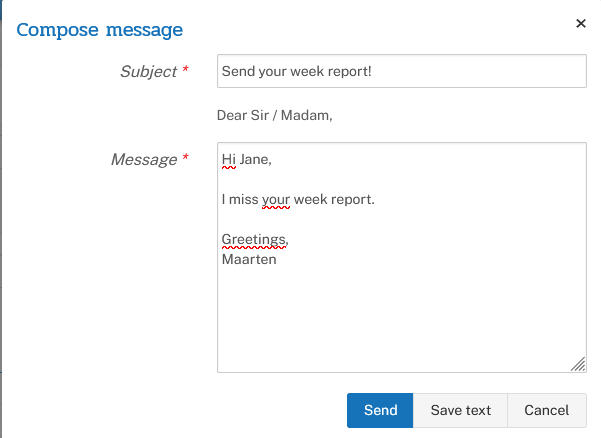 Compose message
×
Subject *
Send your week report!
Dear Sir / Madam,
Message *
Hi Jane,
I miss your week report.
Greetings,
Maarten
Send
Save text
Cancel